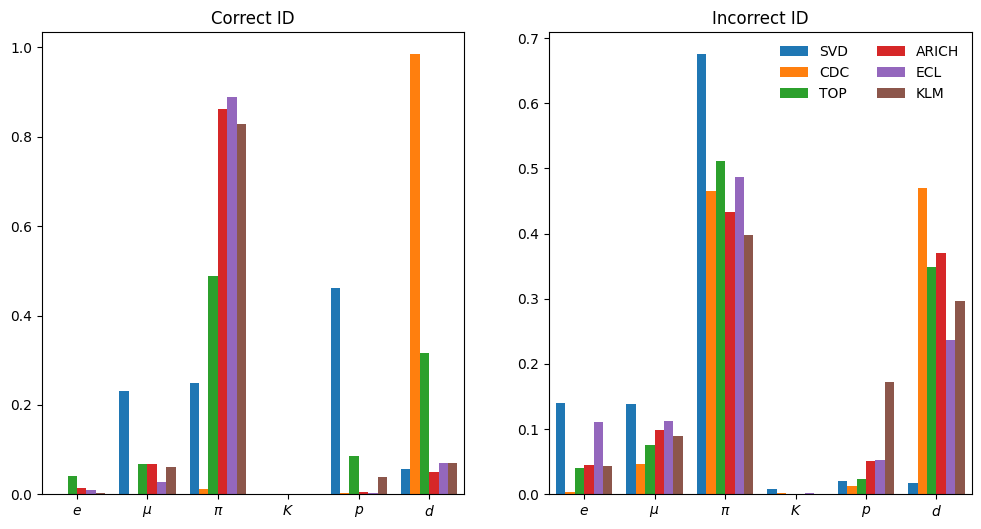 Correct ID
1.0
0.8
0.6
0.4
0.2
0.0
e μ π K p d
Incorrect ID
SVD ARICH
CDC ECL
TOP KLM
0.7
0.6
0.5
0.4
0.3
0.2
0.1
0.0
e μ π K p d